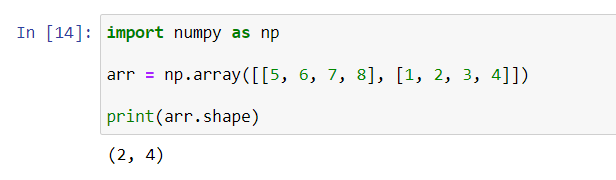 In [14]: import numpy as np
arr = np.array([[5, 6, 7, 8], [1, 2, 3, 4]])
print(arr.shape)
(2, 4)